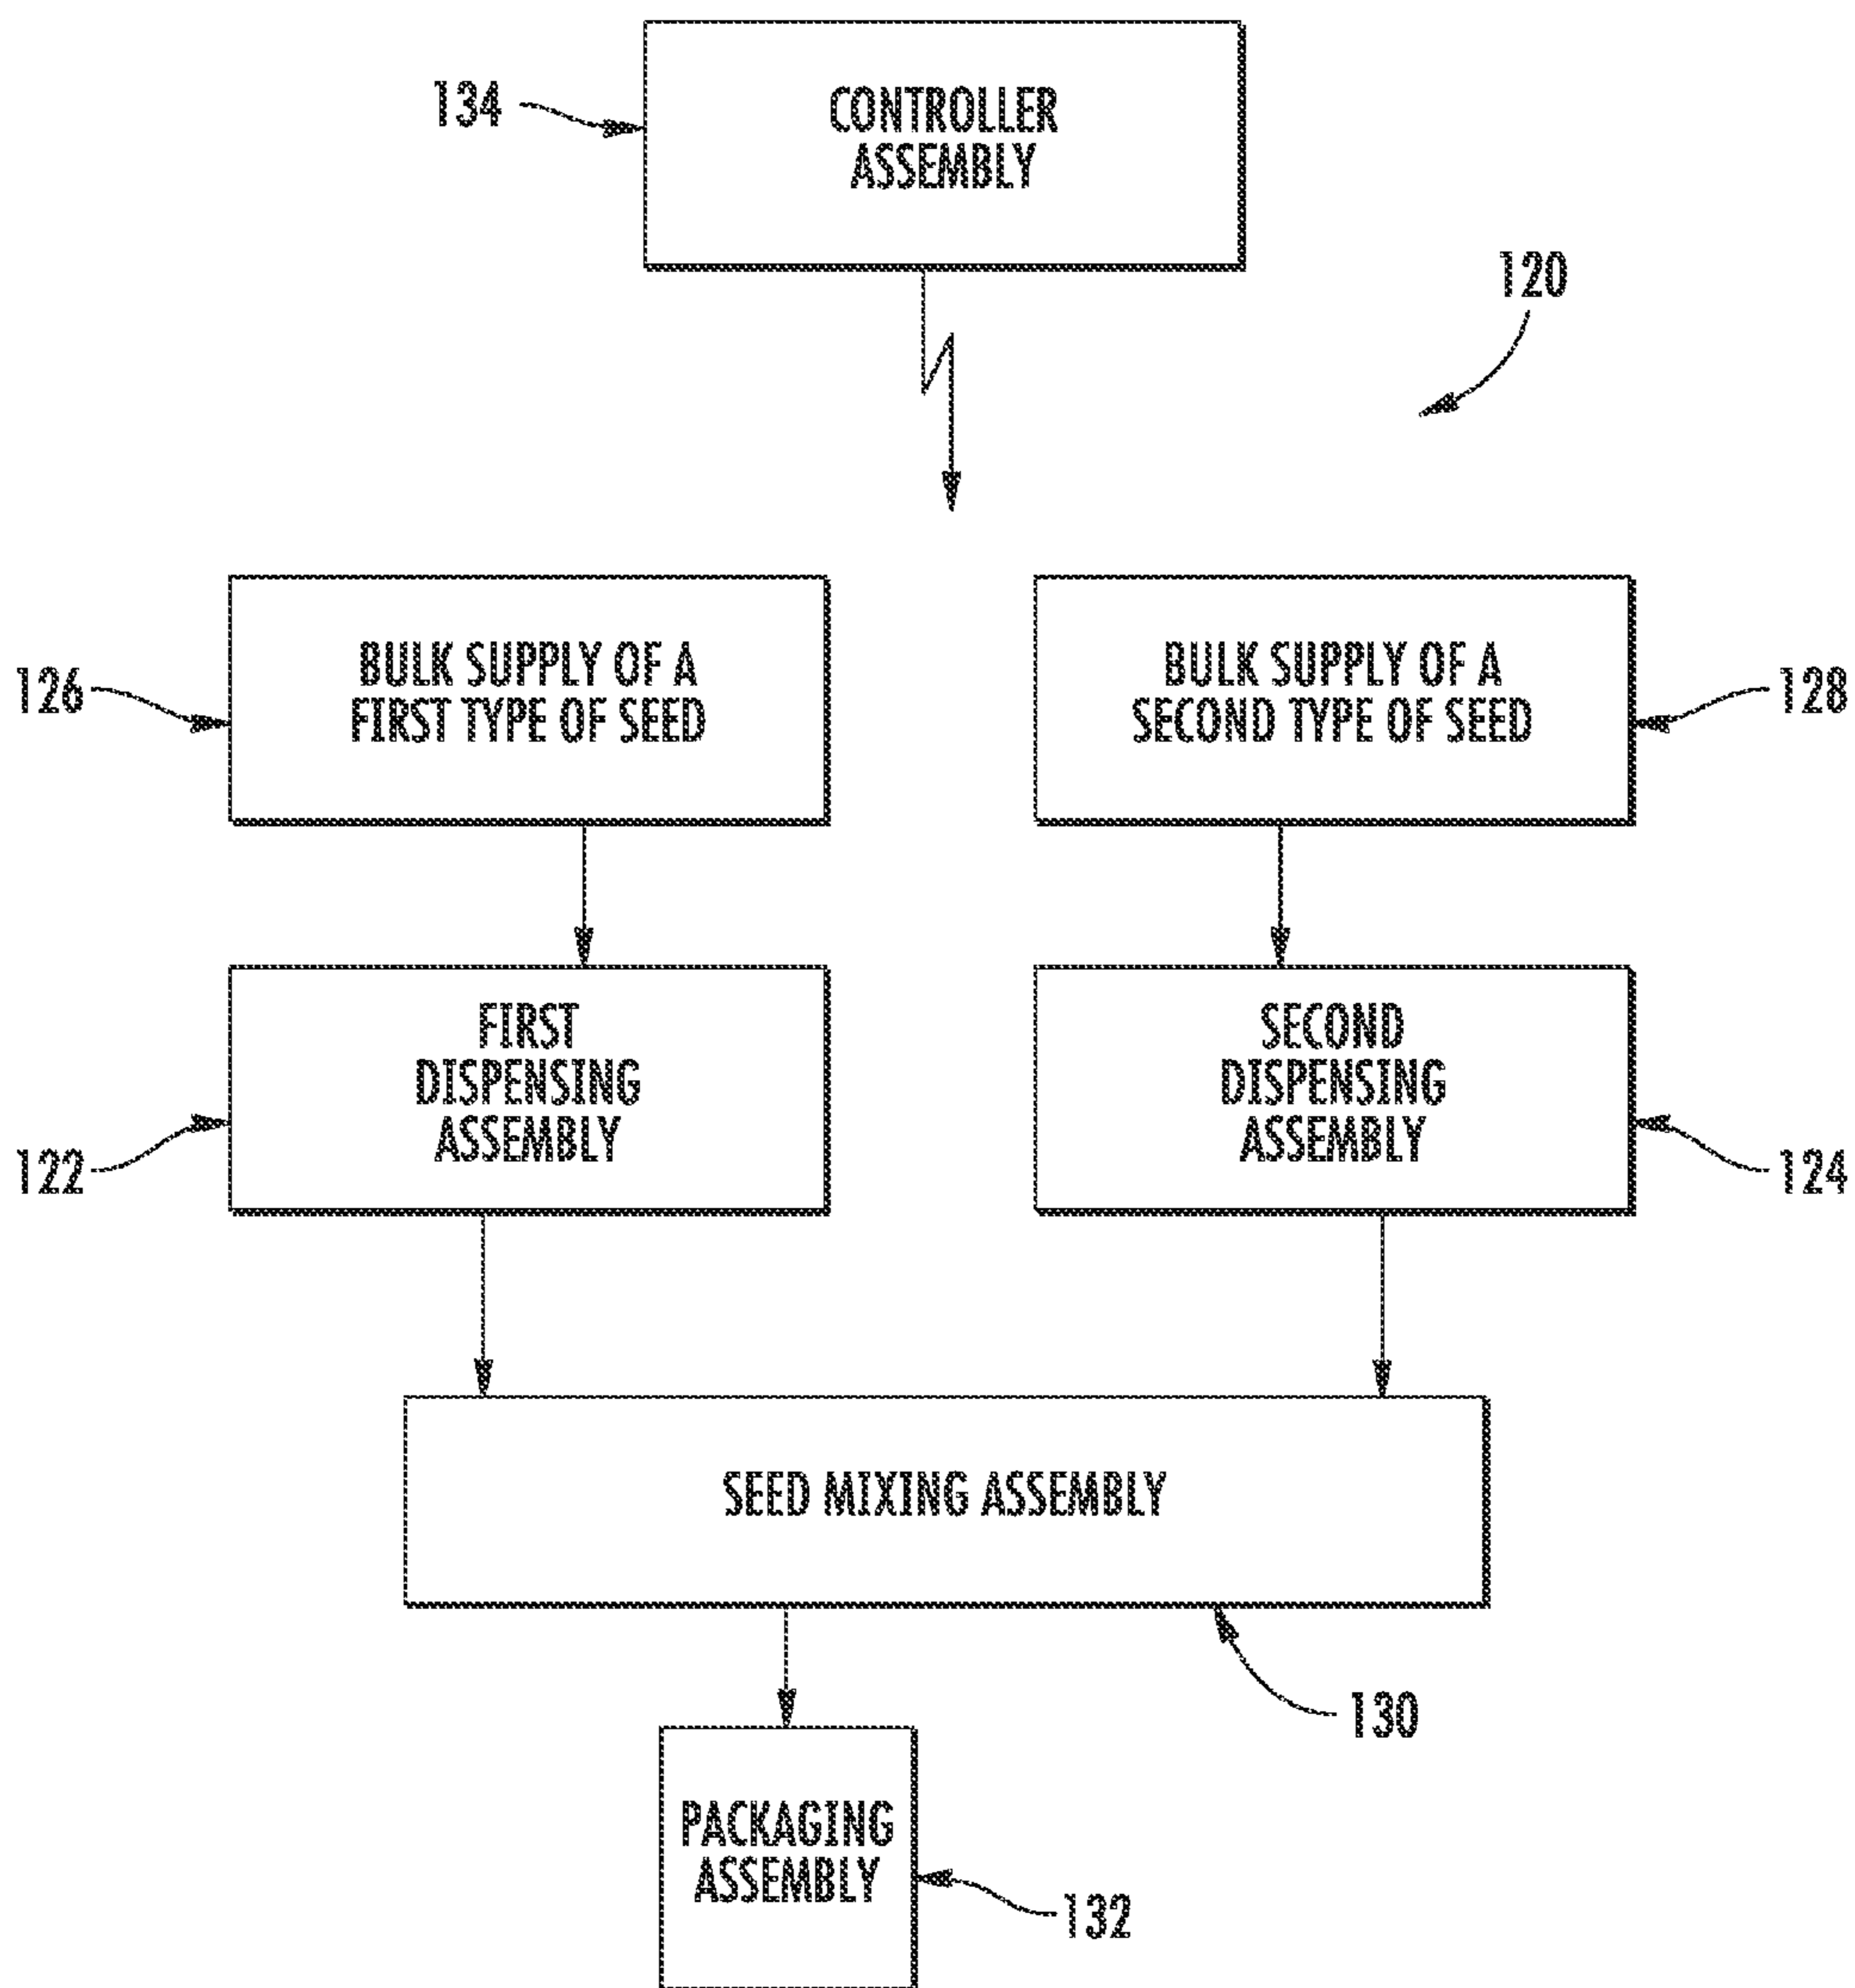 134
CONTROLLER
ASSEMBLY
120
126
BULK SUPPLY OF A
FIRST TYPE OF SEED
BULK SUPPLY OF A
SECOND TYPE OF SEED
128
122
FIRST
DISPENSING
ASSEMBLY
SECOND
DISPENSING
ASSEMBLY
124
SEED MIXING ASSEMBLY
130
PACKAGING
ASSEMBLY
132